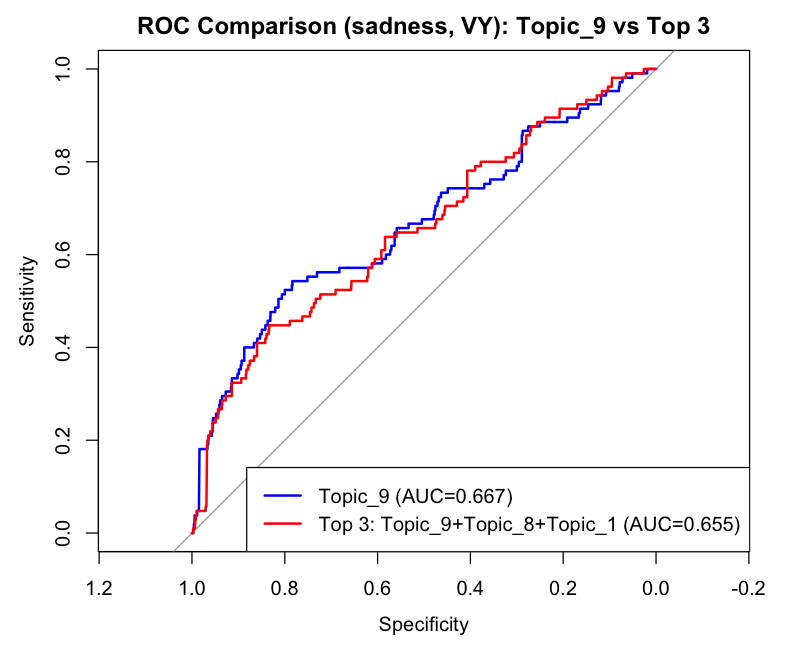 ROC Comparison (sadness, VY): Topic_9 vs Top 3
1.0
0.8
0.6
0.4
0.2
0.0
Sensitivity
Topic_9 (AUC=0.667)
Top 3: Topic_9+Topic_8+Topic_1 (AUC=0.655)
1.2 1.0 0.8 0.6 0.4 0.2 0.0 -0.2
Specificity